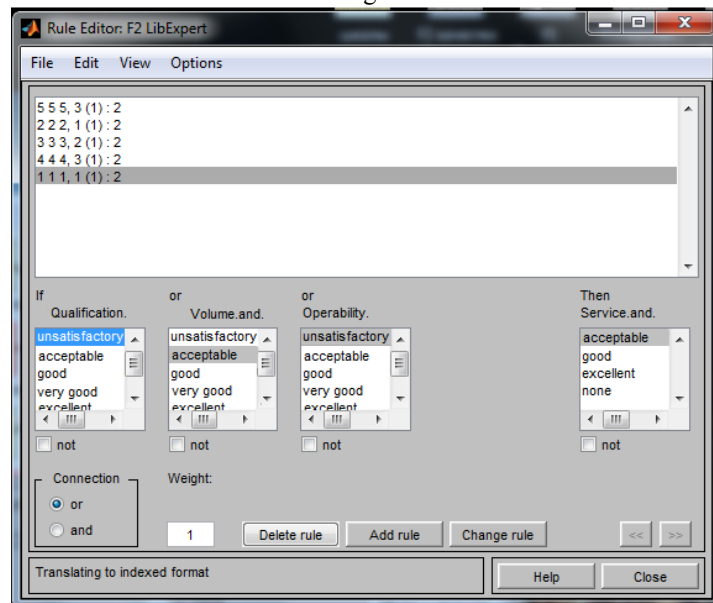 Rule Editor: F2 LibExpert
File Edit View Options
5 5 5, 3 (1) : 2
2 2 2, 1 (1) : 2
3 3 3, 2 (1) : 2
4 4 4, 3 (1) : 2
1 1 1, 1 (1) : 2
If or or Then
Qualification. Volume.and. Operability. Service.and.
unsatisfactory unsatisfactory unsatisfactory acceptable
acceptable acceptable acceptable good
good good good excellent
very good very good very good none
excellent excellent excellent
not not not not
Connection Weight:
or
and 1 Delete rule Add rule Change rule << >>
Translating to indexed format Help Close